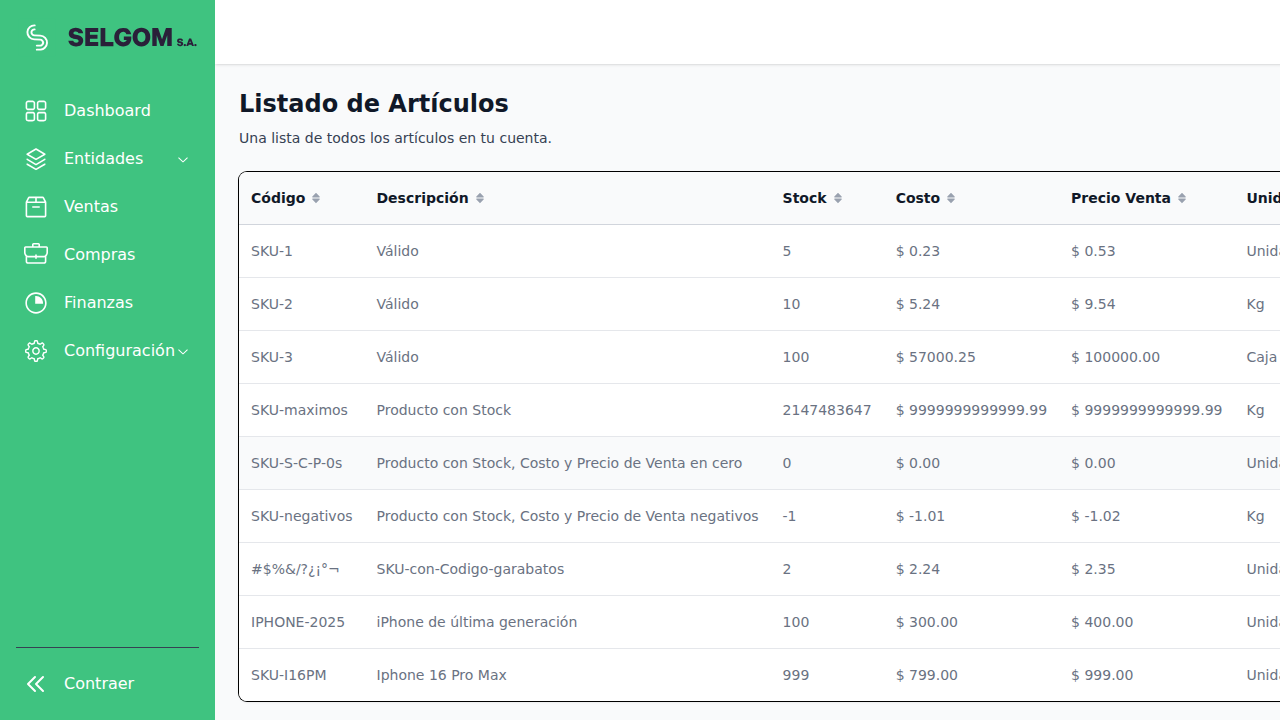 SELGOM S.A.
Dashboard
Entidades
Ventas
Compras
Finanzas
Configuración
Contraer
Listado de Artículos
Una lista de todos los artículos en tu cuenta.
Código Descripción Stock Costo Precio Venta Unid
SKU-1 Válido 5 $ 0.23 $ 0.53 Unida
SKU-2 Válido 10 $ 5.24 $ 9.54 Kg
SKU-3 Válido 100 $ 57000.25 $ 100000.00 Caja
SKU-maximos Producto con Stock 2147483647 $ 9999999999999.99 $ 9999999999999.99 Kg
SKU-S-C-P-0s Producto con Stock, Costo y Precio de Venta en cero 0 $ 0.00 $ 0.00 Unida
SKU-negativos Producto con Stock, Costo y Precio de Venta negativos -1 $ -1.01 $ -1.02 Kg
#$%&/?¿¡°¬ SKU-con-Codigo-garabatos 2 $ 2.24 $ 2.35 Unida
IPHONE-2025 iPhone de última generación 100 $ 300.00 $ 400.00 Unida
SKU-I16PM Iphone 16 Pro Max 999 $ 799.00 $ 999.00 Unida